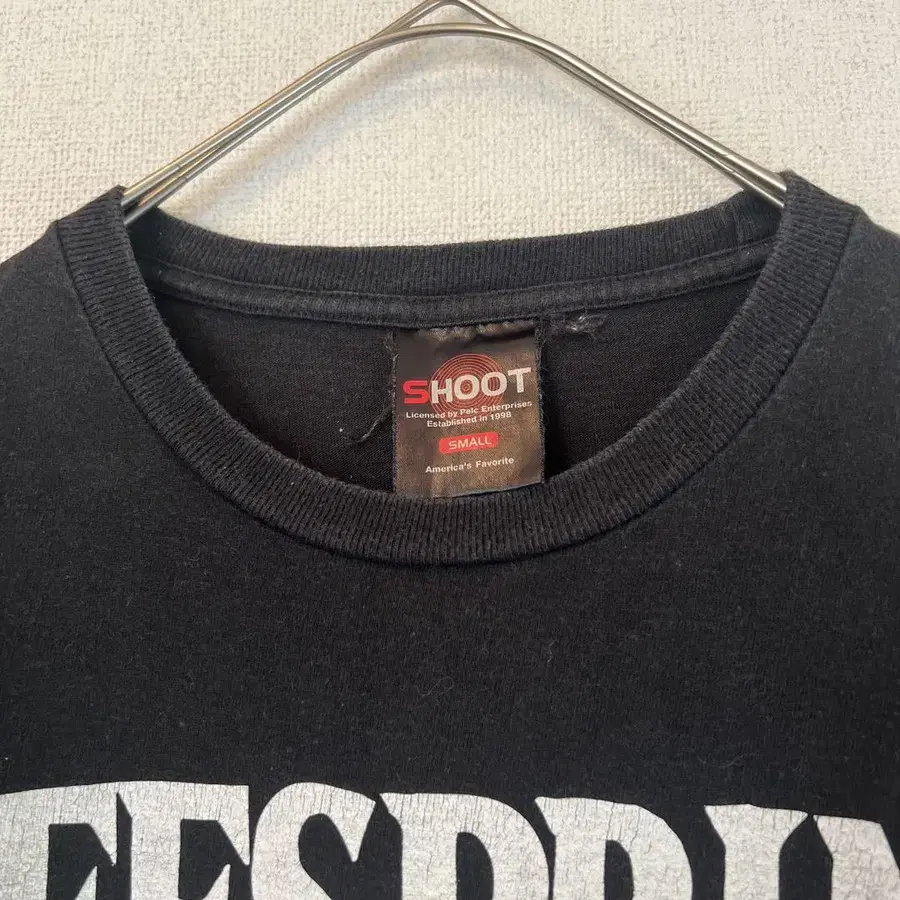 SHOOT
Licensed by Pelc Enterprises
Established in 1998
SMALL
America's Favorite